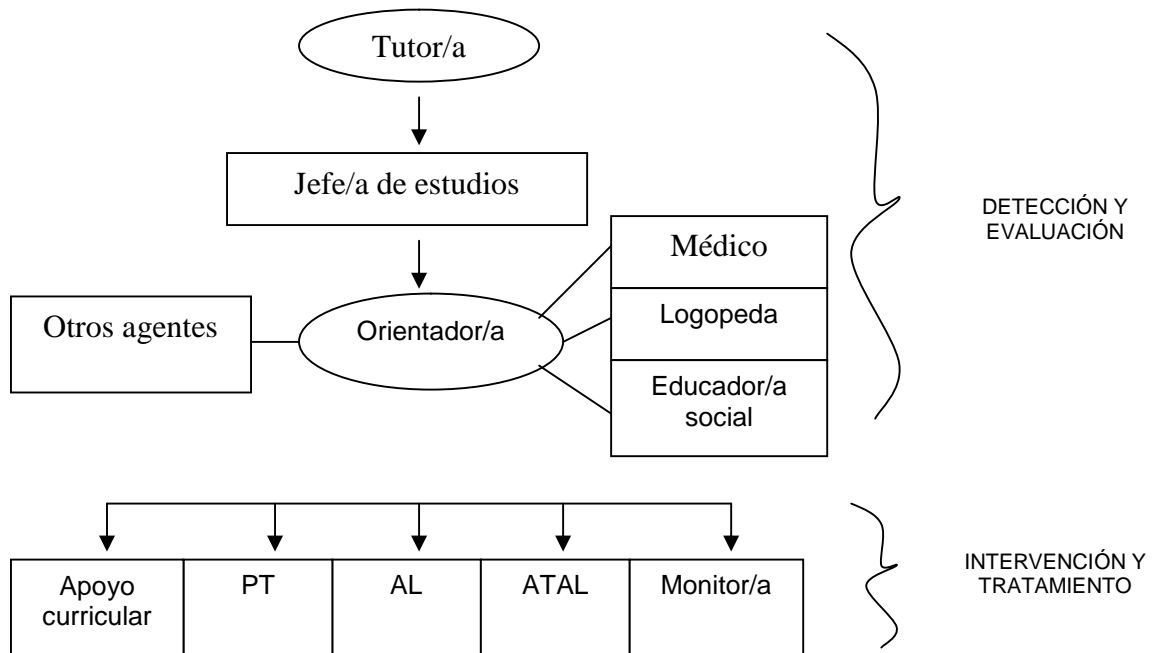 Tutor/a
Jefe/a de estudios
DETECCIÓN Y
EVALUACIÓN
Médico
Otros agentes
Orientador/a
Logopeda
Educador/a
social
Apoyo
curricular
PT
AL
ATAL
Monitor/a
INTERVENCIÓN Y
TRATAMIENTO